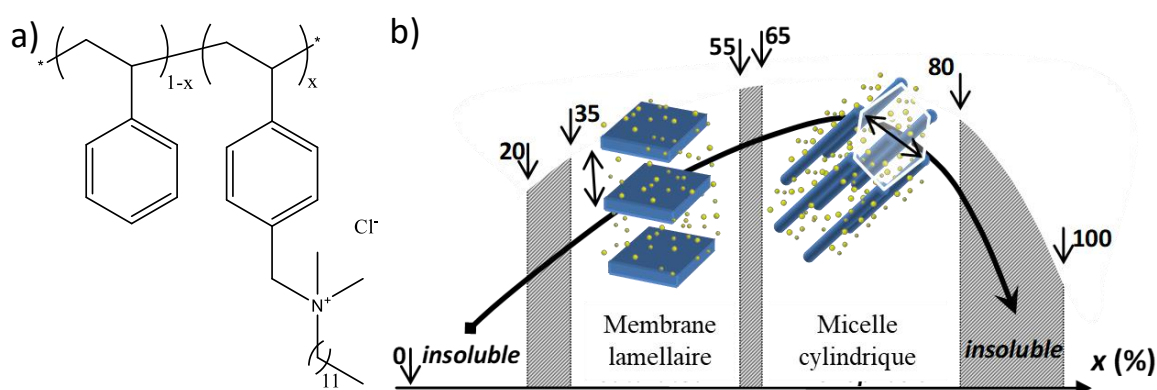 a)
*
*
1-x
x
Cl-
N+
11
b)
55
65
80
35
20
100
Membrane
lamellaire
Micelle
cylindrique
0
insoluble
insoluble
x (%)